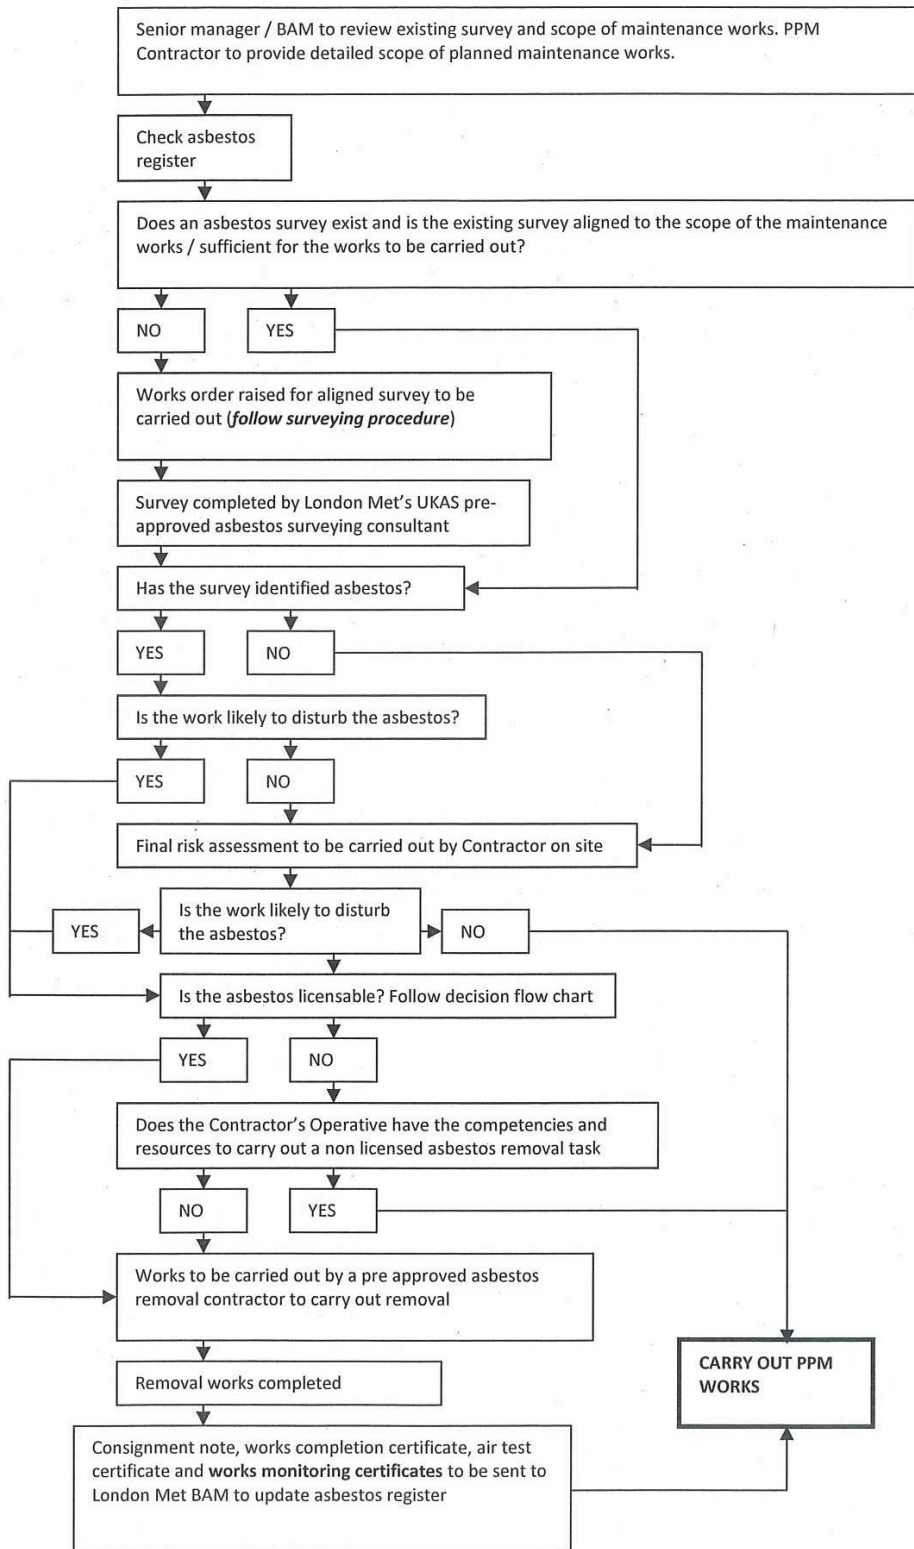 Senior manager / BAM to review existing survey and scope of maintenance works. PPM
Contractor to provide detailed scope of planned maintenance works.
Check asbestos
register
Does an asbestos survey exist and is the existing survey aligned to the scope of the maintenance
works / sufficient for the works to be carried out?
NO
YES
Works order raised for aligned survey to be
carried out (follow surveying procedure)
Survey completed by London Met's UKAS pre-
approved asbestos surveying consultant
Has the survey identified asbestos?
YES
NO
Is the work likely to disturb the asbestos?
YES
NO
Final risk assessment to be carried out by Contractor on site
YES
Is the work likely to disturb
the asbestos?
NO
Is the asbestos licensable? Follow decision flow chart
YES
NO
Does the Contractor's Operative have the competencies and
resources to carry out a non licensed asbestos removal task
NO
YES
Works to be carried out by a pre approved asbestos
removal contractor to carry out removal
CARRY OUT PPM
WORKS
Removal works completed
Consignment note, works completion certificate, air test
certificate and works monitoring certificates to be sent to
London Met BAM to update asbestos register